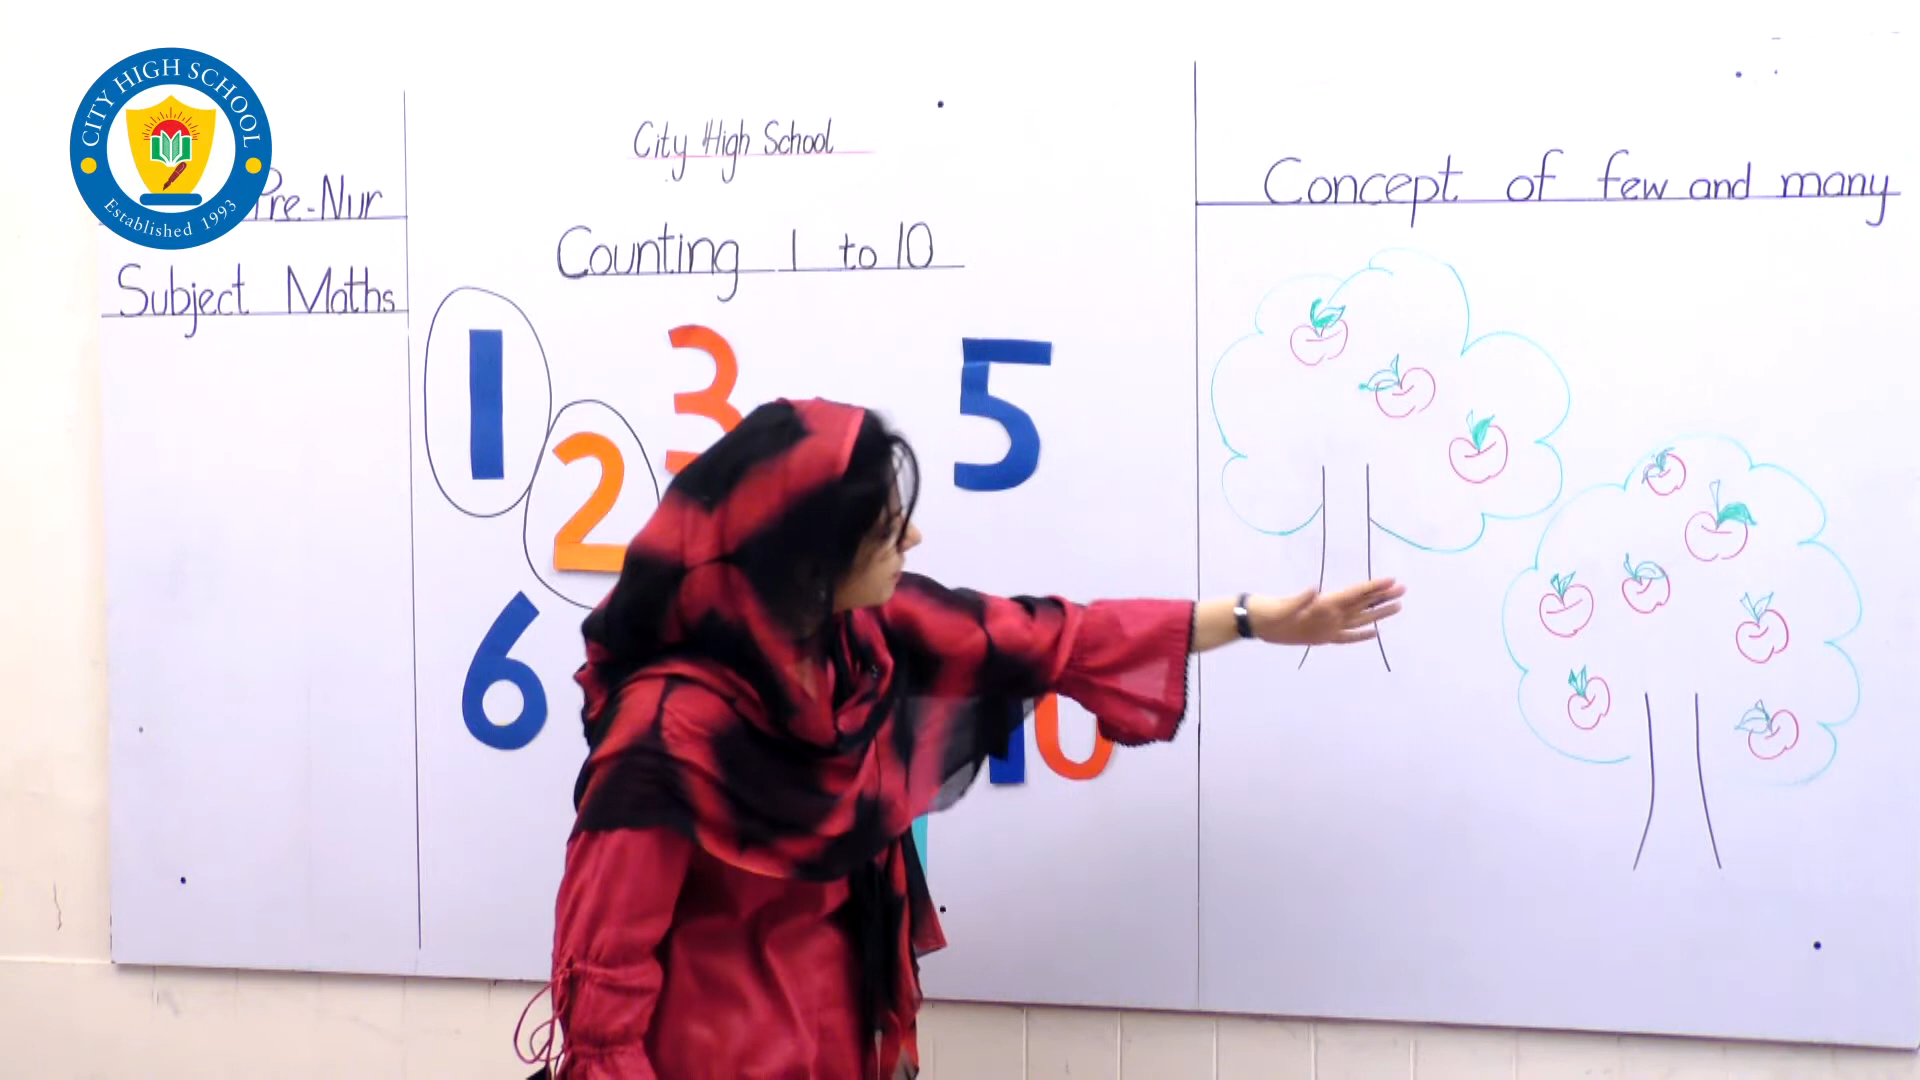 CITY HIGH SCHOOL
Established 1993
Pre-Nur
Subject Maths
City High School
Counting 1 to 10
1
2
3
5
6
10
Concept of few and many